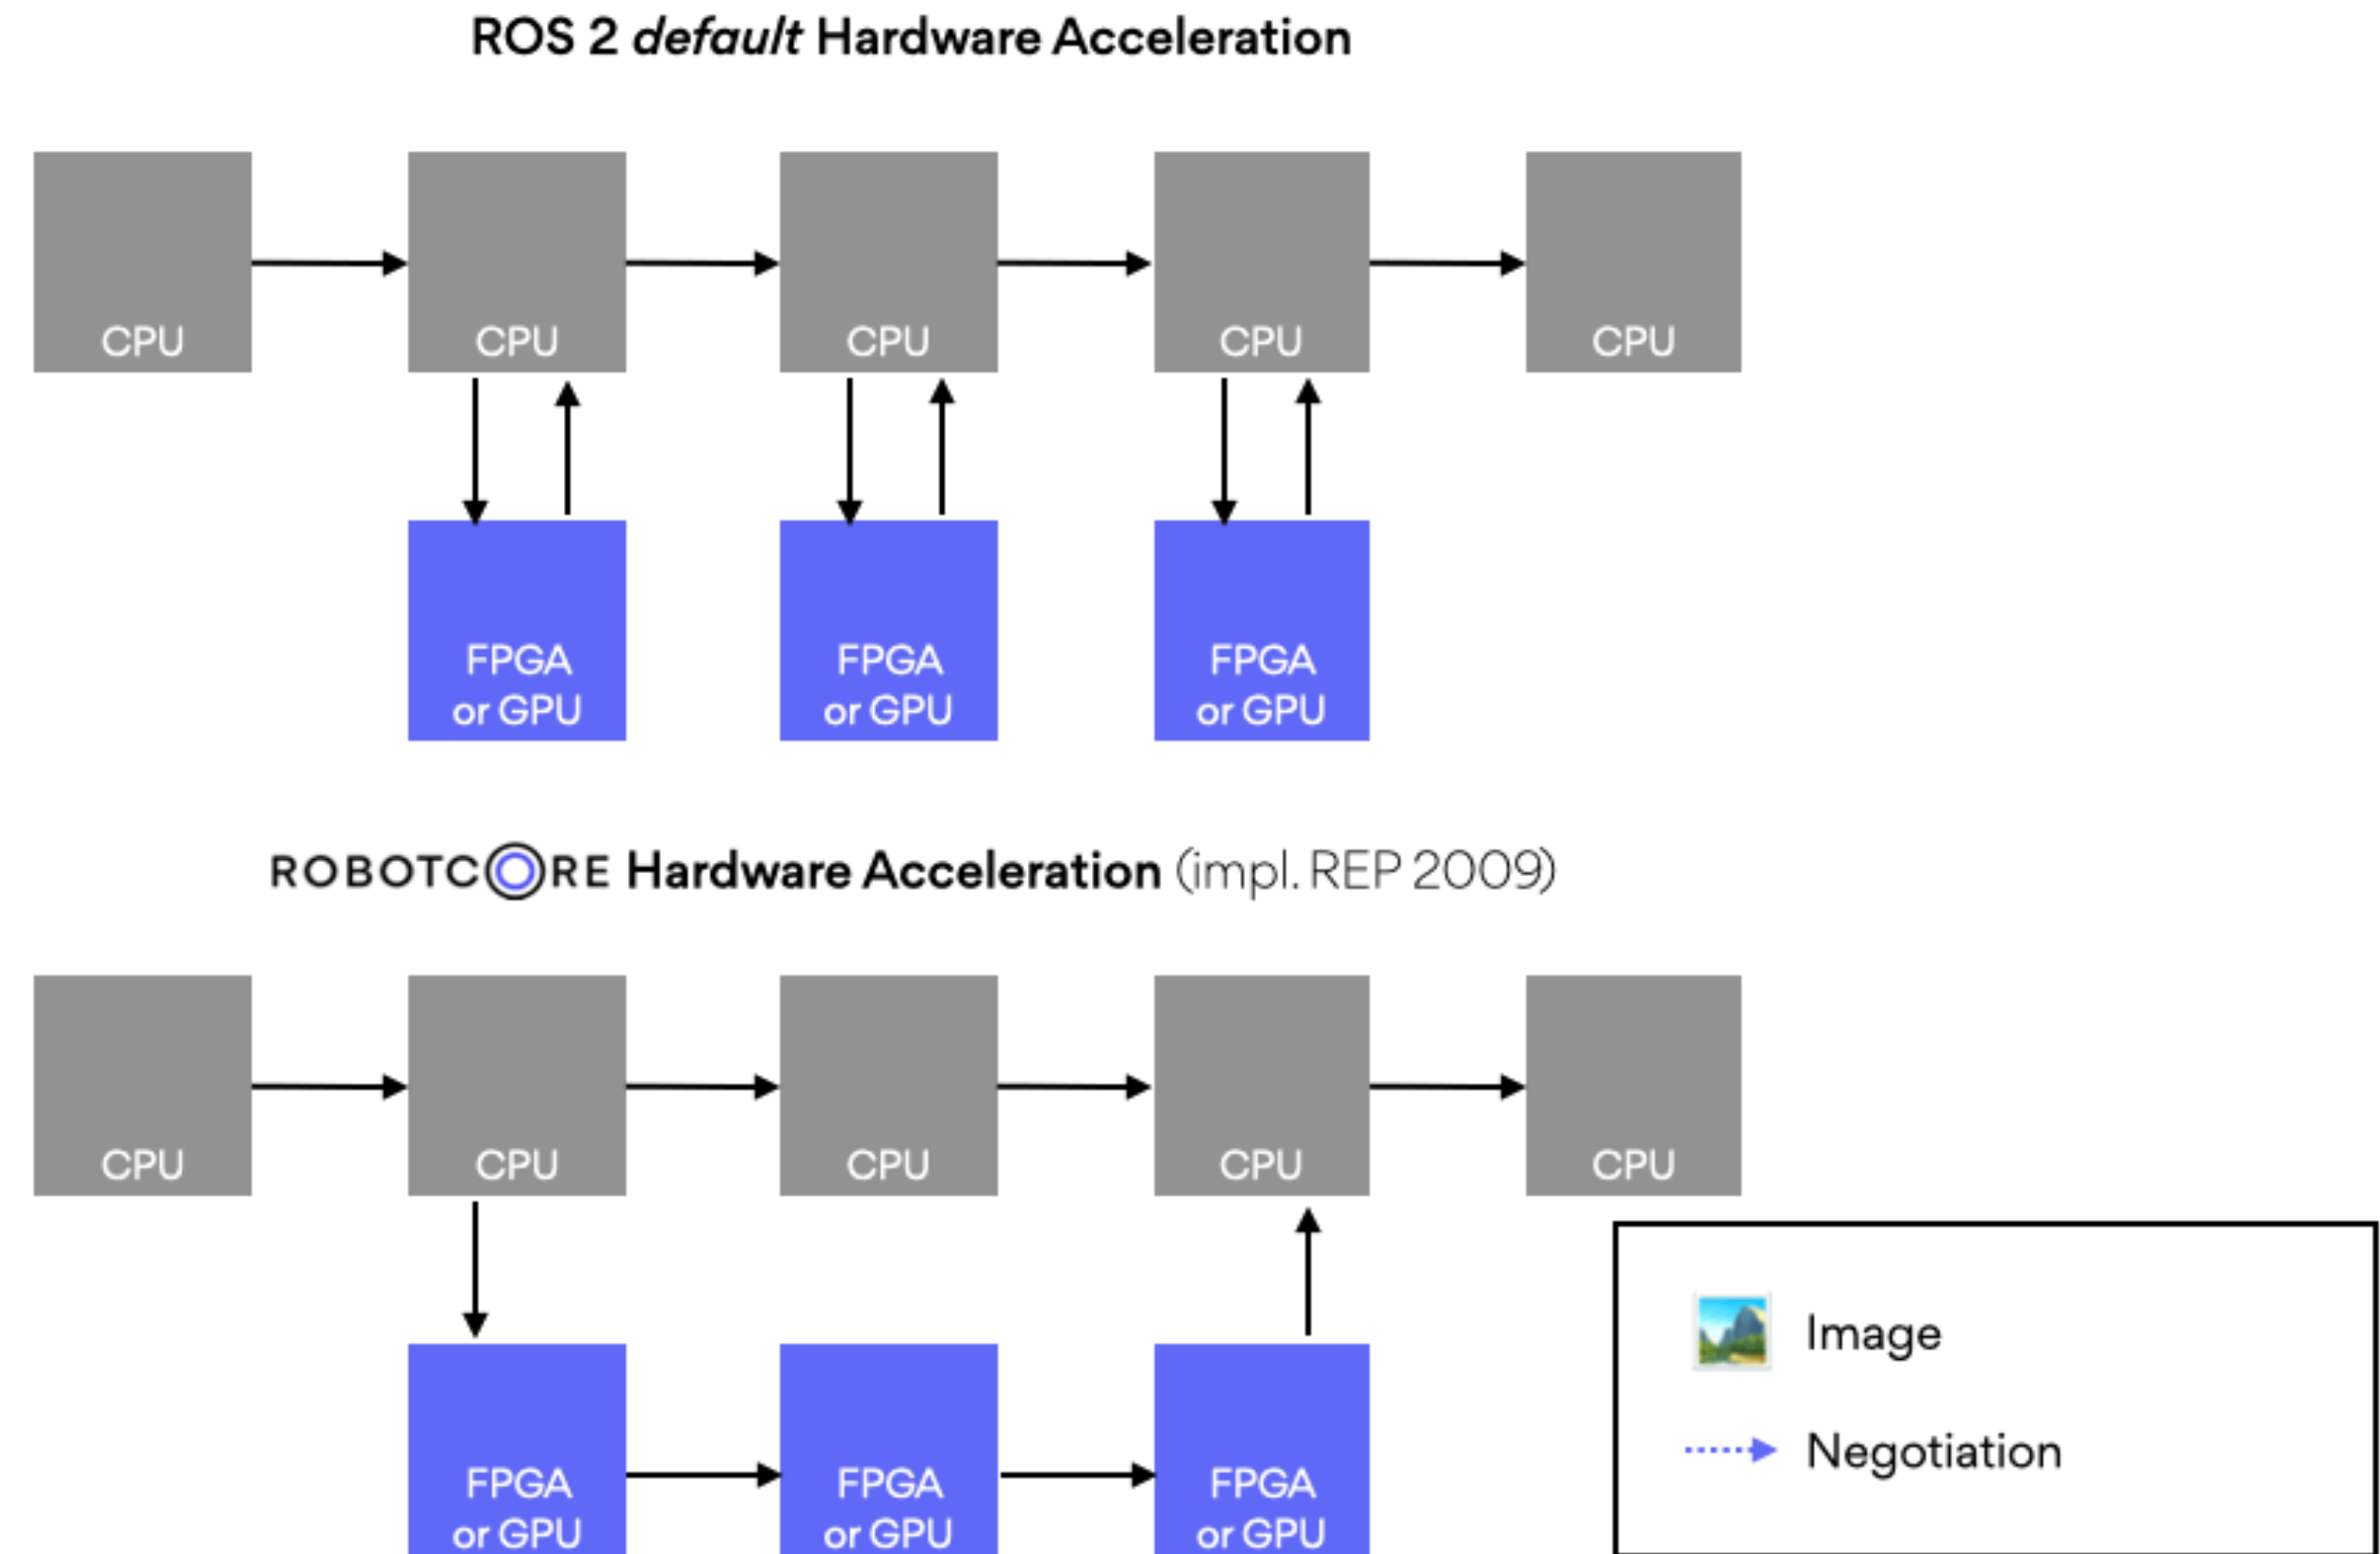 ROS 2 default Hardware Acceleration
CPU
CPU
CPU
CPU
CPU
FPGA
or GPU
FPGA
or GPU
FPGA
or GPU
ROBOTCORE Hardware Acceleration (impl. REP 2009)
CPU
CPU
CPU
CPU
CPU
FPGA
or GPU
FPGA
or GPU
FPGA
or GPU
Image
Negotiation